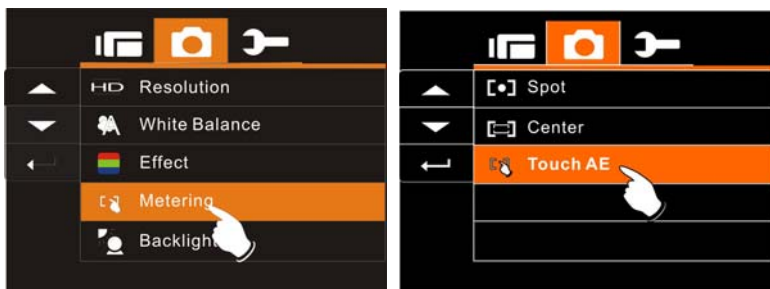 HD Resolution
White Balance
Effect
Metering
Backlight
Spot
Center
Touch AE